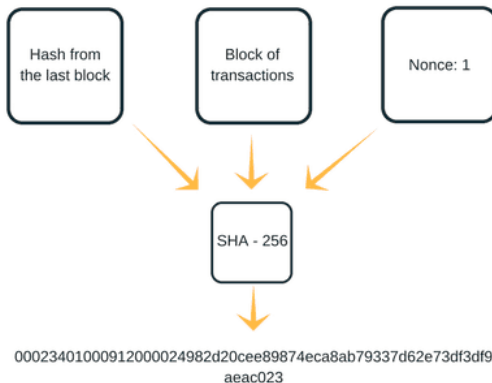 Hash from
the last block
Block of
transactions
Nonce: 1
SHA - 256
00023401000912000024982d20cee89874eca8ab79337d62e73df3df9
aeac023